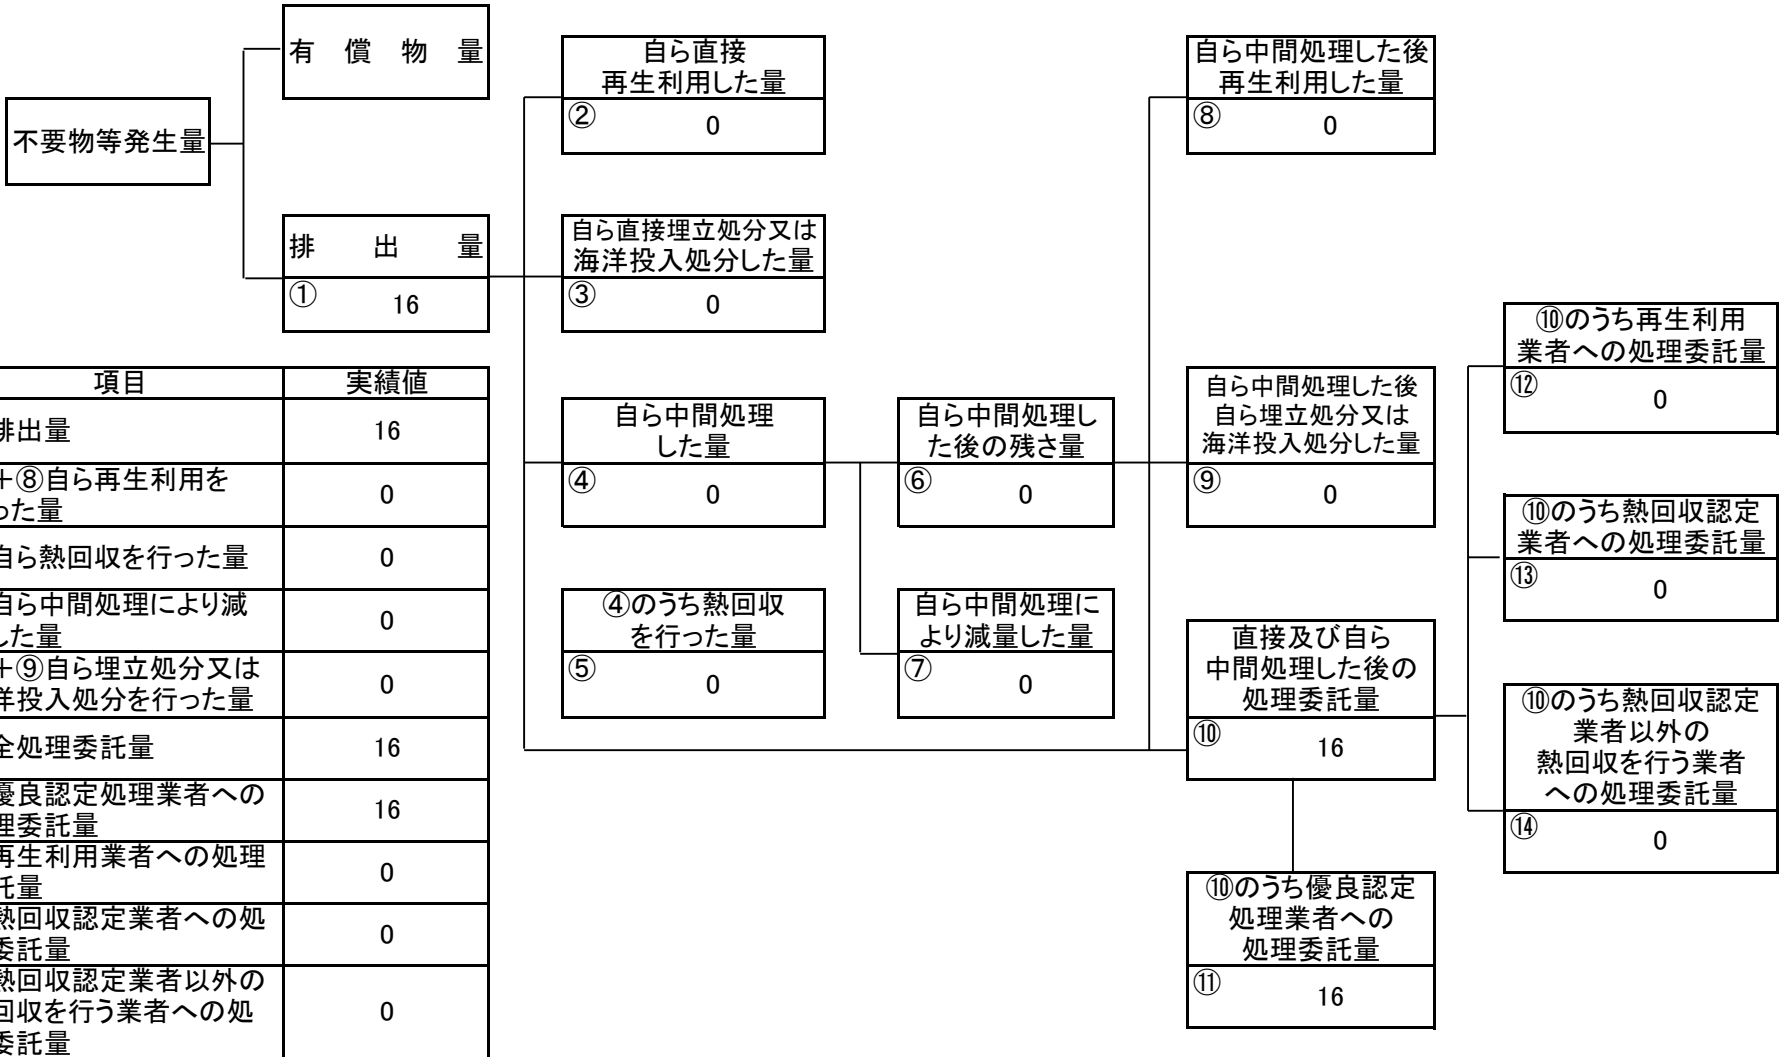 有 償 物 量
不要物等発生量
排 出 量
① 16
自ら直接
再生利用した量
② 0
自ら直接埋立処分又は
海洋投入処分した量
③ 0
自ら中間処理
した量
④ 0
④のうち熱回収
を行った量
⑤ 0
自ら中間処理し
た後の残さ量
⑥ 0
自ら中間処理に
より減量した量
⑦ 0
自ら中間処理した後
再生利用した量
⑧ 0
自ら中間処理した後
自ら埋立処分又は
海洋投入処分した量
⑨ 0
直接及び自ら
中間処理した後の
処理委託量
⑩ 16
⑩のうち優良認定
処理業者への
処理委託量
⑪ 16
⑩のうち再生利用
業者への処理委託量
⑫ 0
⑩のうち熱回収認定
業者への処理委託量
⑬ 0
⑩のうち熱回収認定
業者以外の
熱回収を行う業者
への処理委託量
⑭ 0
項目 実績値
排出量 16
+⑧自ら再生利用を
った量 0
自ら熱回収を行った量 0
自ら中間処理により減
した量 0
+⑨自ら埋立処分又は
洋投入処分を行った量 0
全処理委託量 16
優良認定処理業者への
理委託量 16
再生利用業者への処理
託量 0
熱回収認定業者への処
委託量 0
熱回収認定業者以外の
回収を行う業者への処
委託量 0